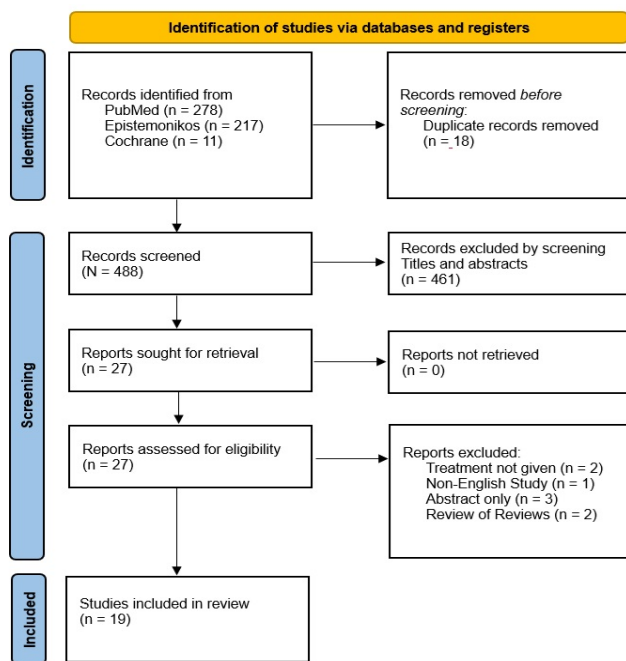 Identification of studies via databases and registers
Identification
Records identified from
PubMed (n = 278)
Epistemonikos (n = 217)
Cochrane (n = 11)
Records removed before
screening:
Duplicate records removed
(n = 18)
Screening
Records screened
(N = 488)
Records excluded by screening
Titles and abstracts
(n = 461)
Reports sought for retrieval
(n = 27)
Reports not retrieved
(n = 0)
Reports assessed for eligibility
(n = 27)
Reports excluded:
Treatment not given (n = 2)
Non-English Study (n = 1)
Abstract only (n = 3)
Review of Reviews (n = 2)
Included
Studies included in review
(n = 19)